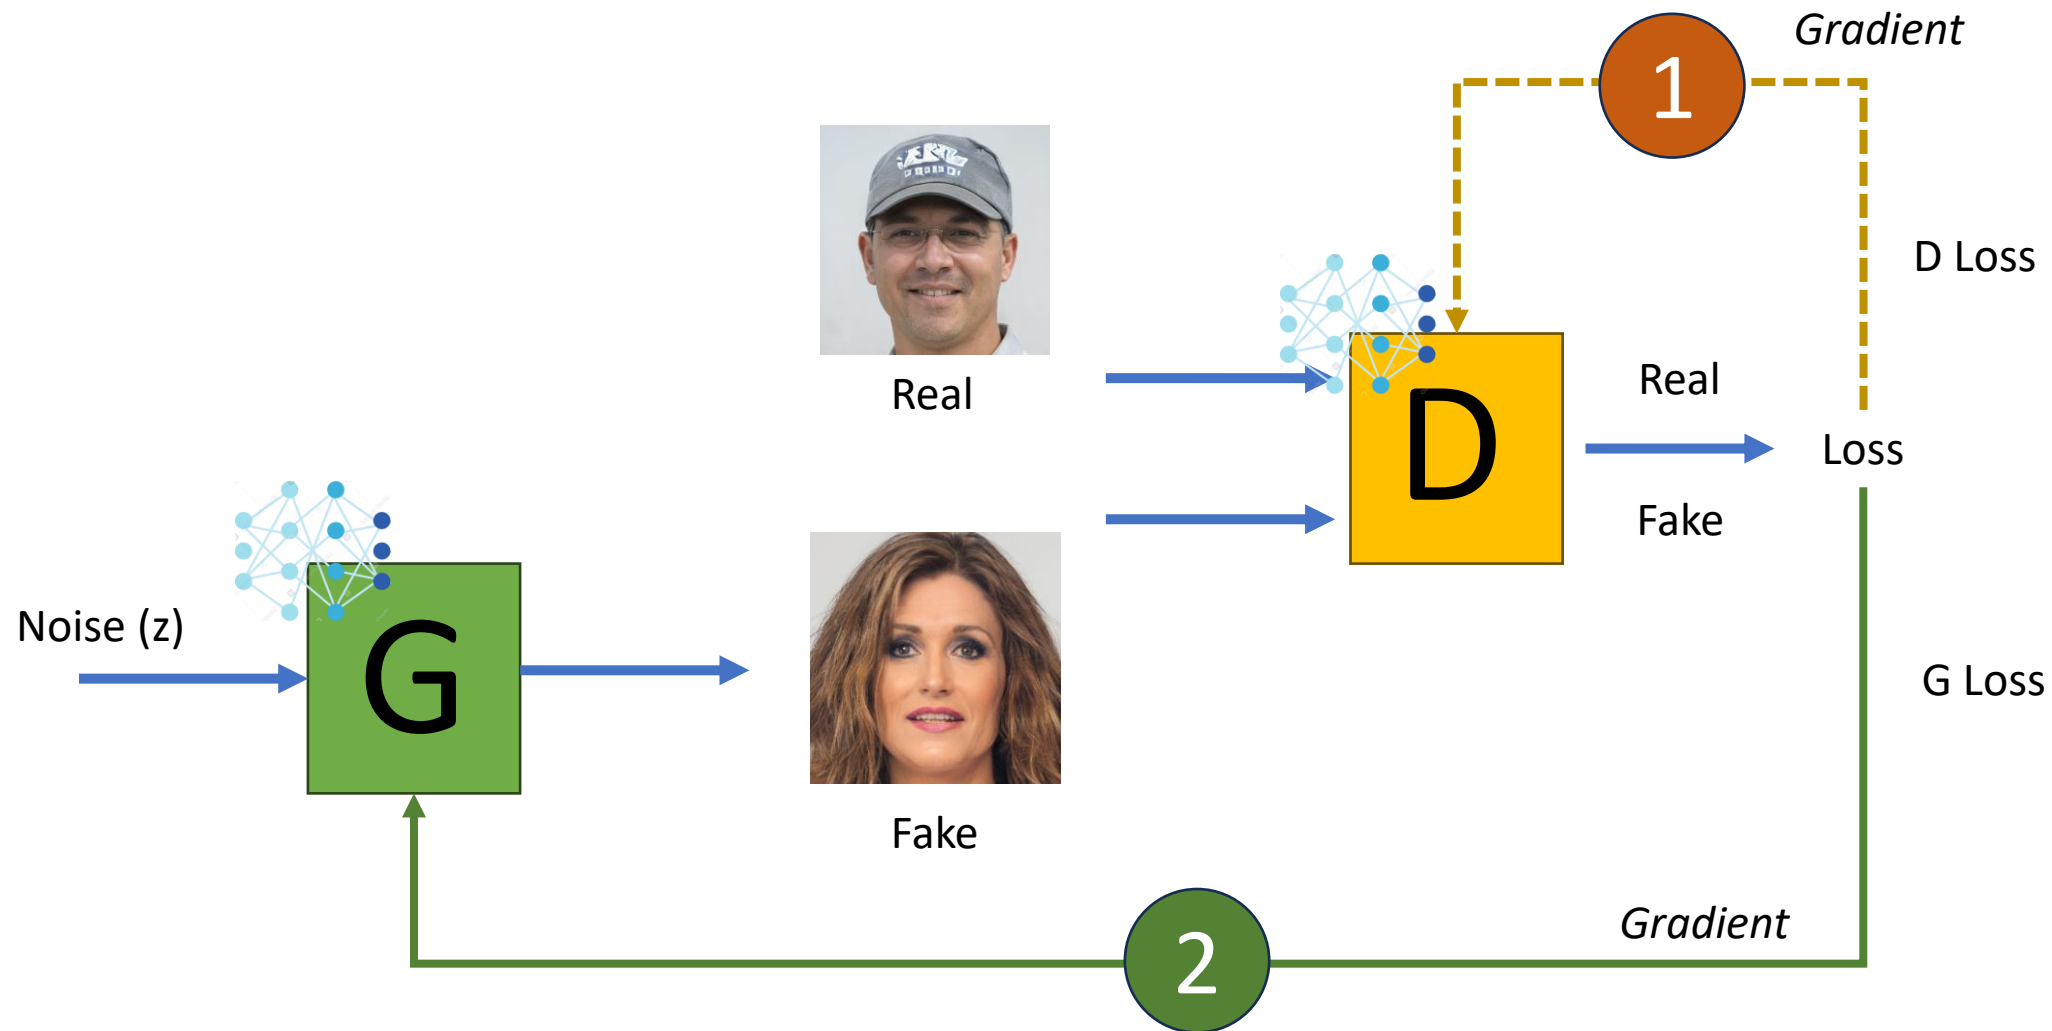 Gradient
1
D Loss
Real
Real
D
Loss
Fake
Noise (z)
G
G Loss
Fake
Gradient
2